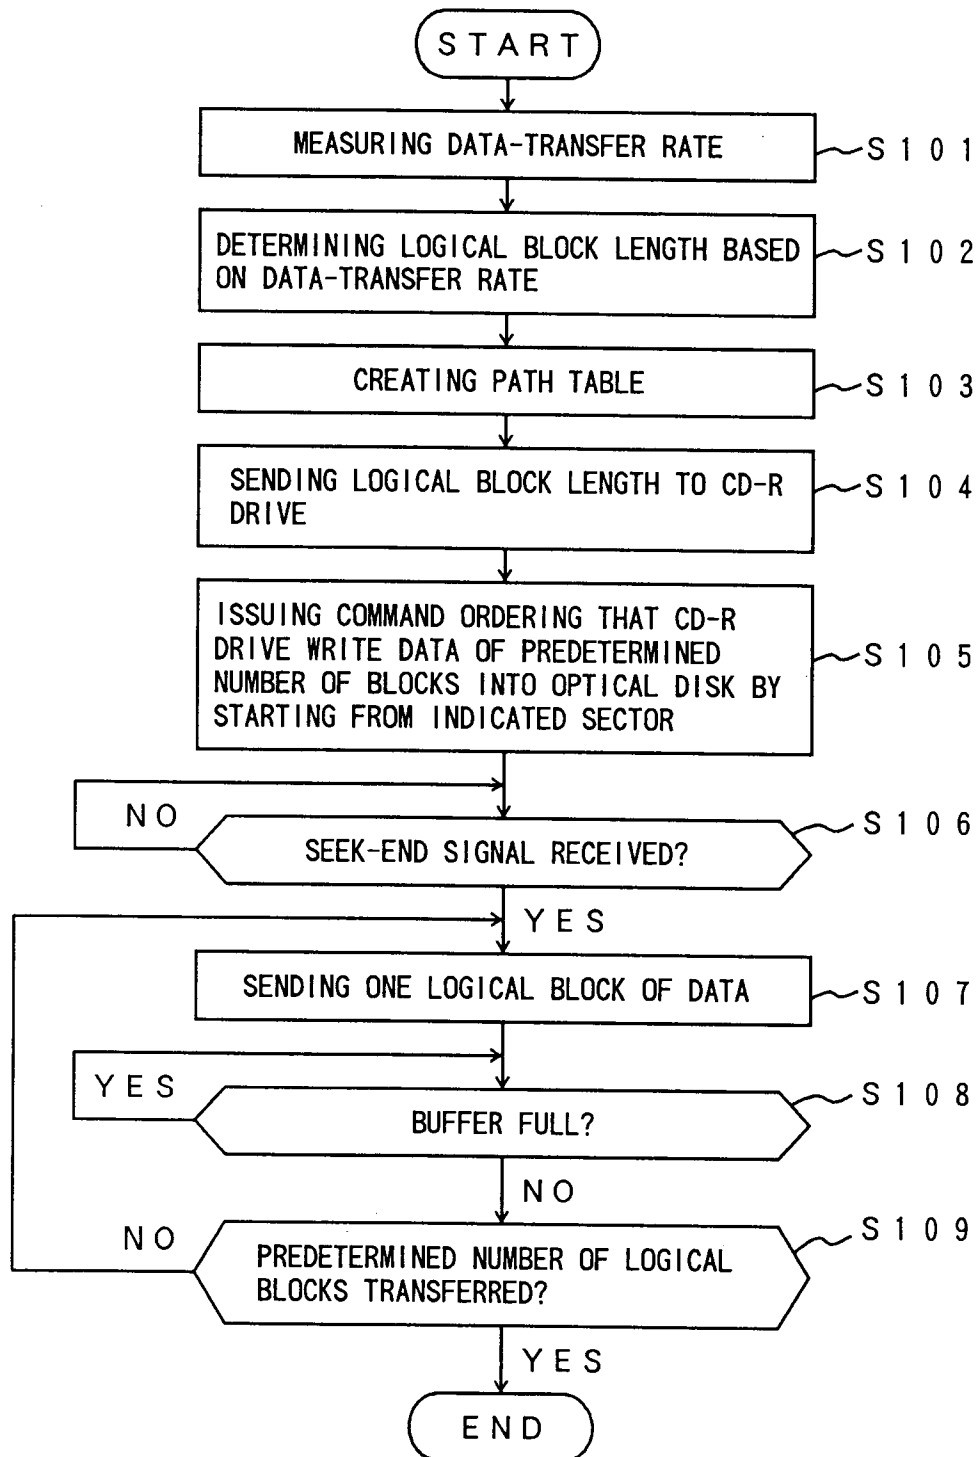 START
MEASURING DATA-TRANSFER RATE
S101
DETERMINING LOGICAL BLOCK LENGTH BASED
ON DATA-TRANSFER RATE
S102
CREATING PATH TABLE
S103
SENDING LOGICAL BLOCK LENGTH TO CD-R
DRIVE
S104
ISSUING COMMAND ORDERING THAT CD-R
DRIVE WRITE DATA OF PREDETERMINED
NUMBER OF BLOCKS INTO OPTICAL DISK BY
STARTING FROM INDICATED SECTOR
S105
NO
SEEK-END SIGNAL RECEIVED?
S106
YES
SENDING ONE LOGICAL BLOCK OF DATA
S107
YES
BUFFER FULL?
S108
NO
NO
PREDETERMINED NUMBER OF LOGICAL
BLOCKS TRANSFERRED?
S109
YES
END